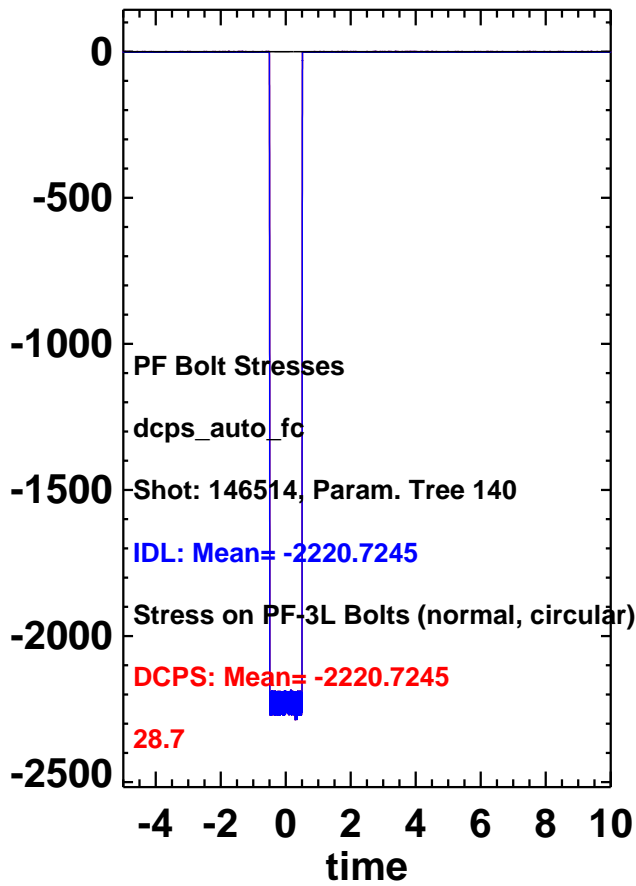 0
-500
-1000
PF Bolt Stresses
dcps_auto_fc
-1500
Shot: 146514, Param. Tree 140
IDL: Mean= -2220.7245
Stress on PF-3L Bolts (normal, circular)
-2000
DCPS: Mean= -2220.7245
28.7
-2500
-4 -2 0 2 4 6 8 10
time